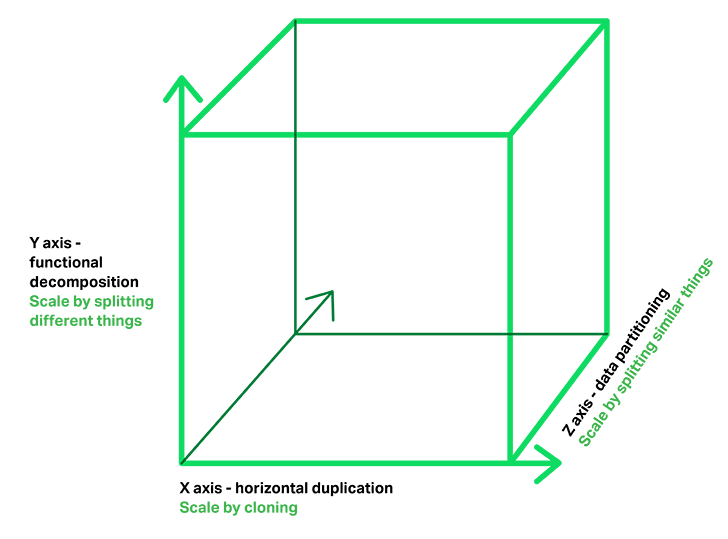 Y axis -
functional
decomposition
Scale by splitting
different things
Z axis - data partitioning
Scale by splitting similar things
X axis - horizontal duplication
Scale by cloning